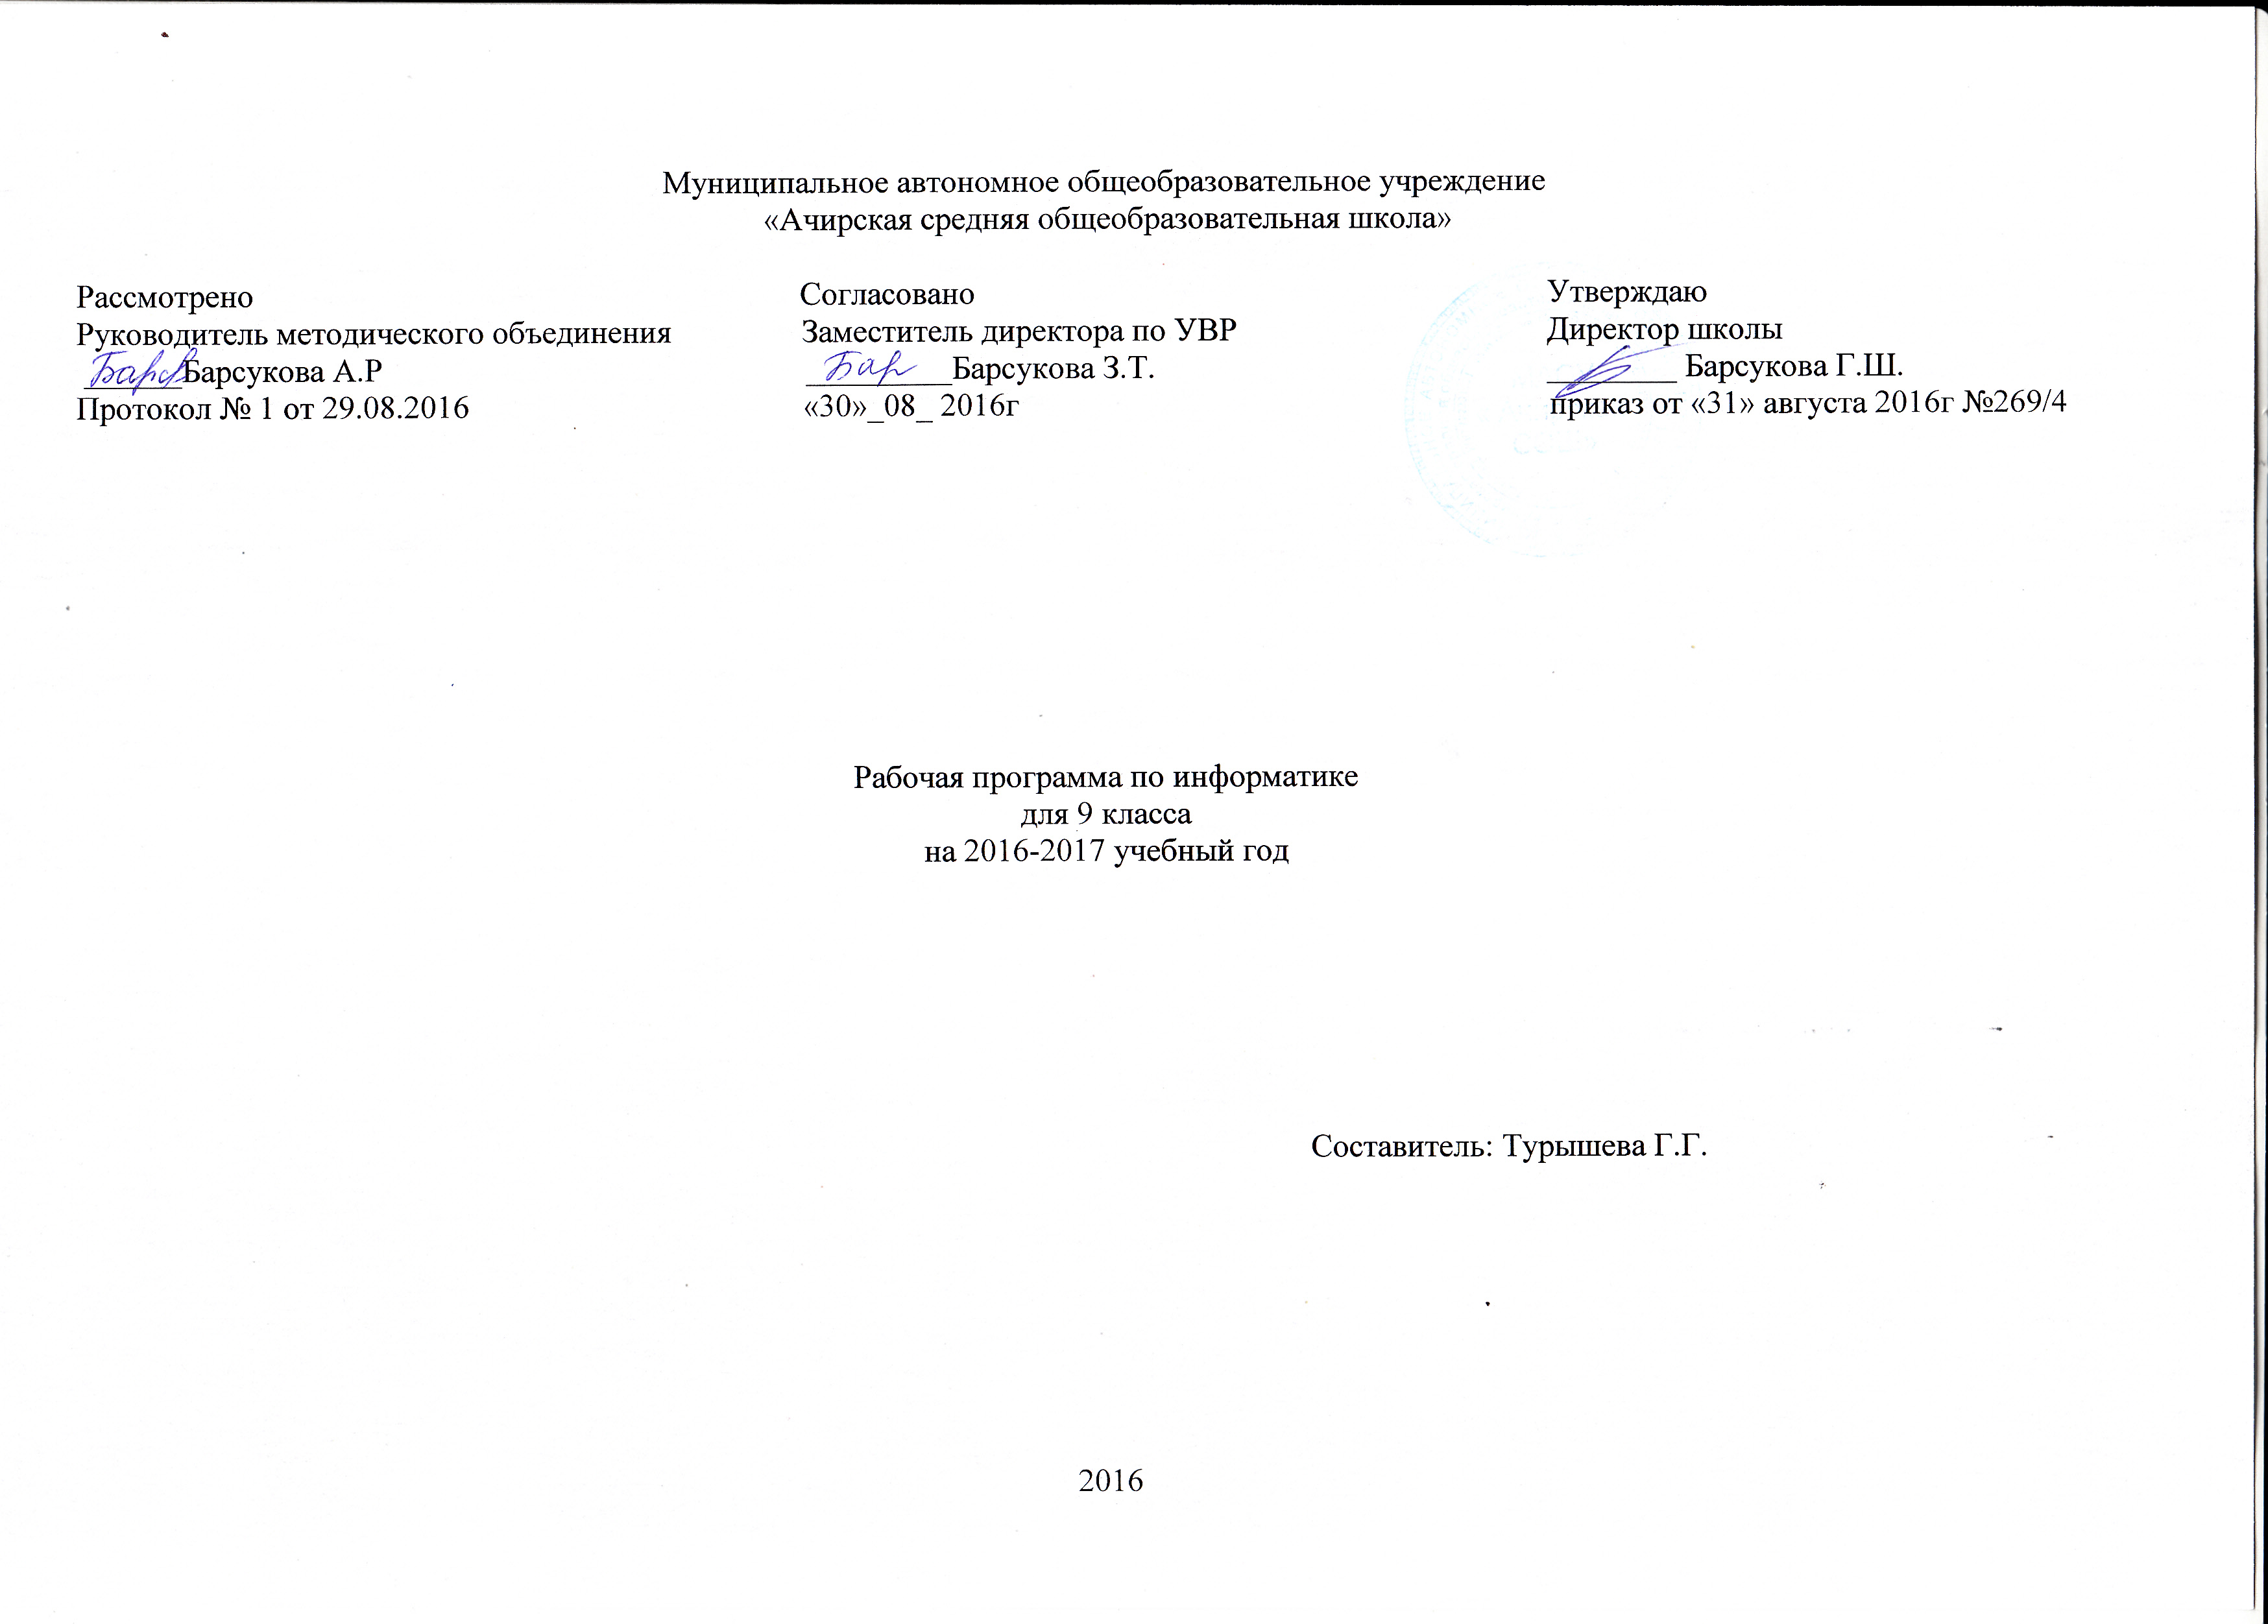 Муниципальное автономное общеобразовательное учреждение
«Ачирская средняя общеобразовательная школа»
Рассмотрено
Руководитель методического объединения
Барс Барсукова А.Р
Протокол № 1 от 29.08.2016
Согласовано
Заместитель директора по УВР
Бар Барсукова З.Т.
«30»_08_ 2016г
Утверждаю
Директор школы
Барсукова Г.Ш.
приказ от «31» августа 2016г №269/4
Рабочая программа по информатике
для 9 класса
на 2016-2017 учебный год
Составитель: Турышева Г.Г.
2016